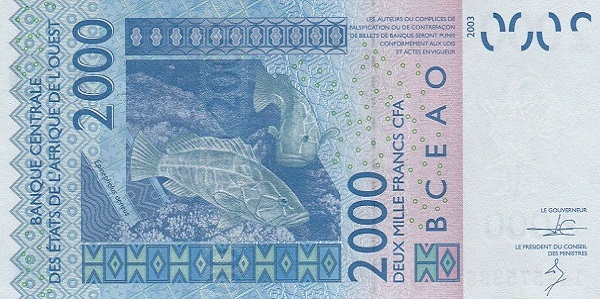 BANQUE CENTRALE
DES ÉTATS DE L'AFRIQUE DE L'OUEST
2000
LES AUTEURS OU COMPLICES DE
FALSIFICATION OU DE CONTREFAÇON
DE BILLETS DE BANQUE SERONT PUNIS
CONFORMÉMENT AUX LOIS
ET ACTES EN VIGUEUR
2003
Epinephelus aeneus
2000
DEUX MILLE FRANCS CFA
BCEAO
LE GOUVERNEUR
LE PRÉSIDENT DU CONSEIL
DES MINISTRES